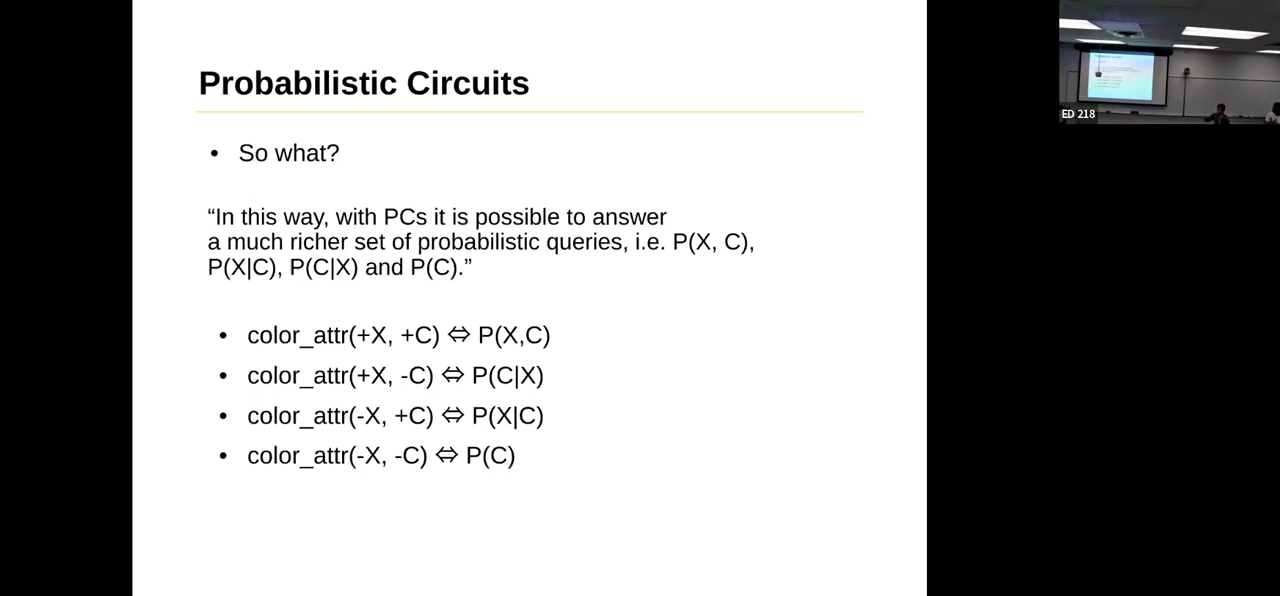 Probabilistic Circuits
• So what?
“In this way, with PCs it is possible to answer
a much richer set of probabilistic queries, i.e. P(X, C),
P(X|C), P(C|X) and P(C).”
• color_attr(+X, +C) ⇔ P(X,C)
• color_attr(+X, -C) ⇔ P(C|X)
• color_attr(-X, +C) ⇔ P(X|C)
• color_attr(-X, -C) ⇔ P(C)
ED 218